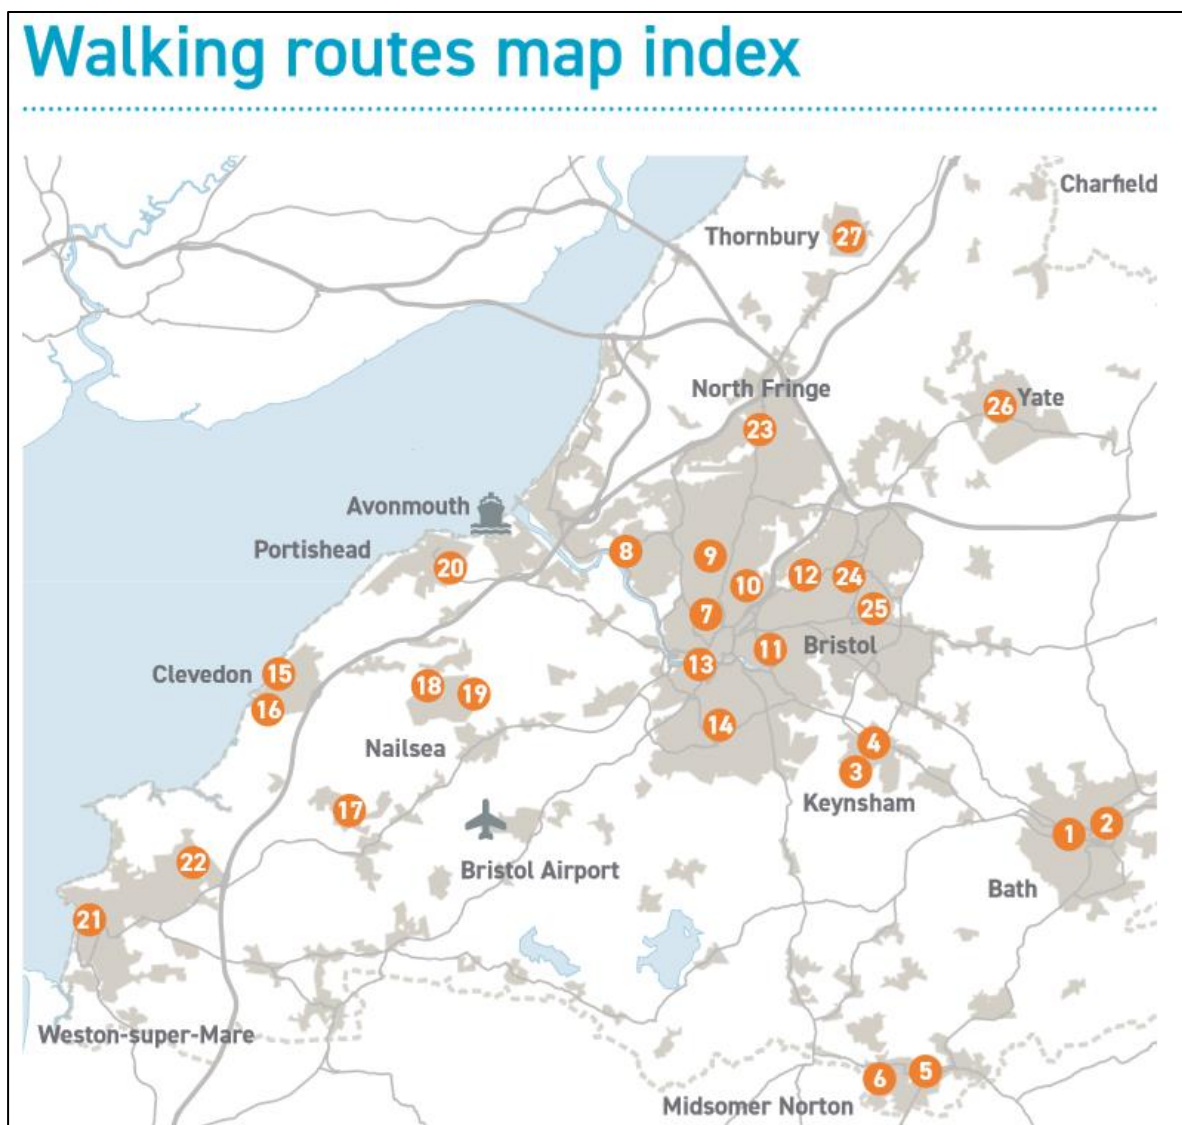 Walking routes map index
Charfield
Thornbury
27
North Fringe
26
Yate
23
Avonmouth
Portishead
20
8
9
10
12
24
25
7
11
Bristol
13
Clevedon
15
16
18
19
14
Nailsea
4
3
Keynsham
17
1
2
22
Bristol Airport
Bath
21
Weston-super-Mare
6
5
Midsomer Norton